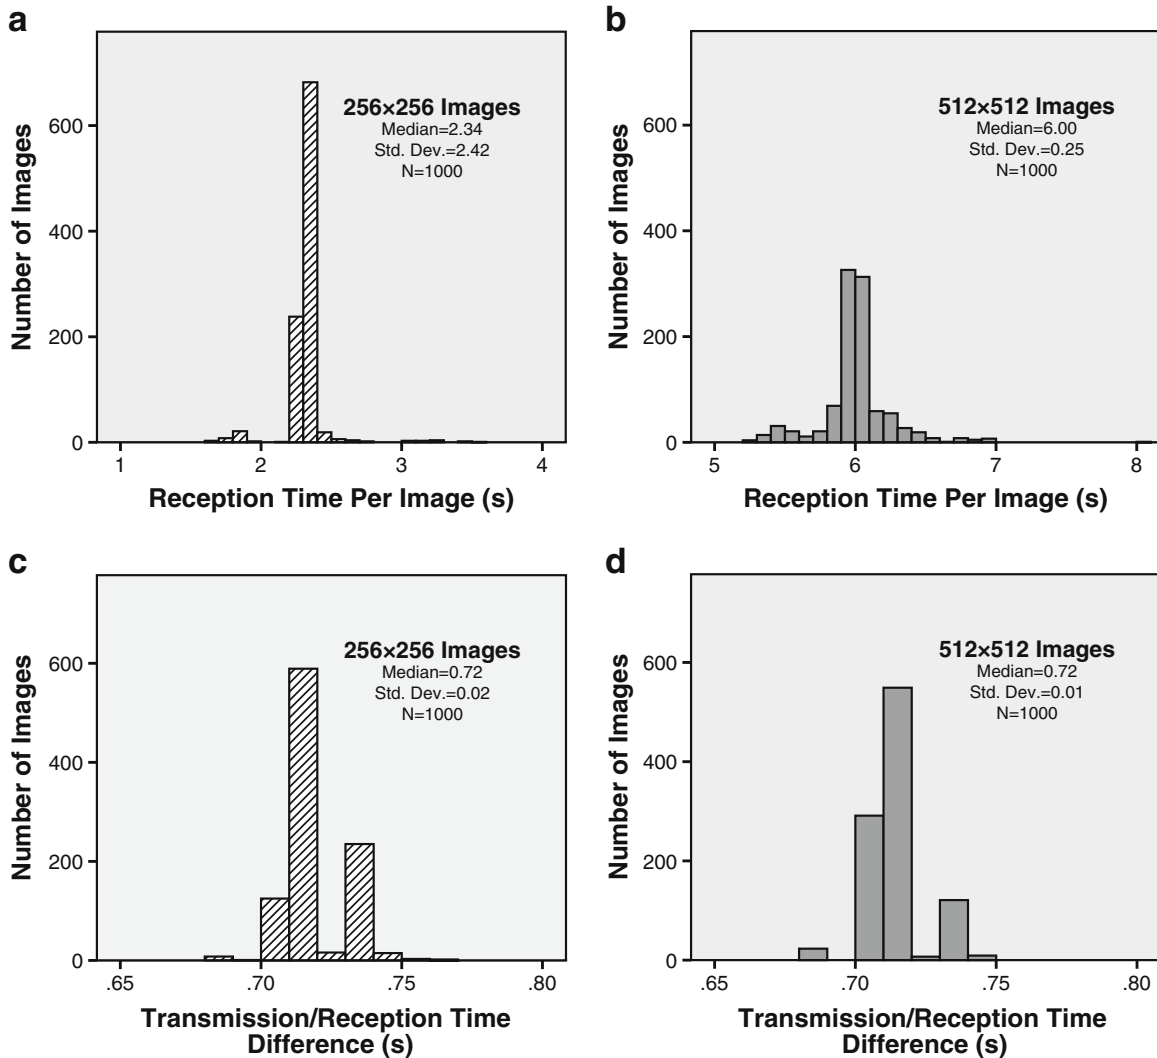 a
Number of Images
600
400
200
0
256×256 Images
Median=2.34
Std. Dev.=2.42
N=1000
1 2 3 4
Reception Time Per Image (s)
b
Number of Images
600
400
200
0
512×512 Images
Median=6.00
Std. Dev.=0.25
N=1000
5 6 7 8
Reception Time Per Image (s)
c
Number of Images
600
400
200
0
256×256 Images
Median=0.72
Std. Dev.=0.02
N=1000
.65 .70 .75 .80
Transmission/Reception Time
Difference (s)
d
Number of Images
600
400
200
0
512×512 Images
Median=0.72
Std. Dev.=0.01
N=1000
.65 .70 .75 .80
Transmission/Reception Time
Difference (s)